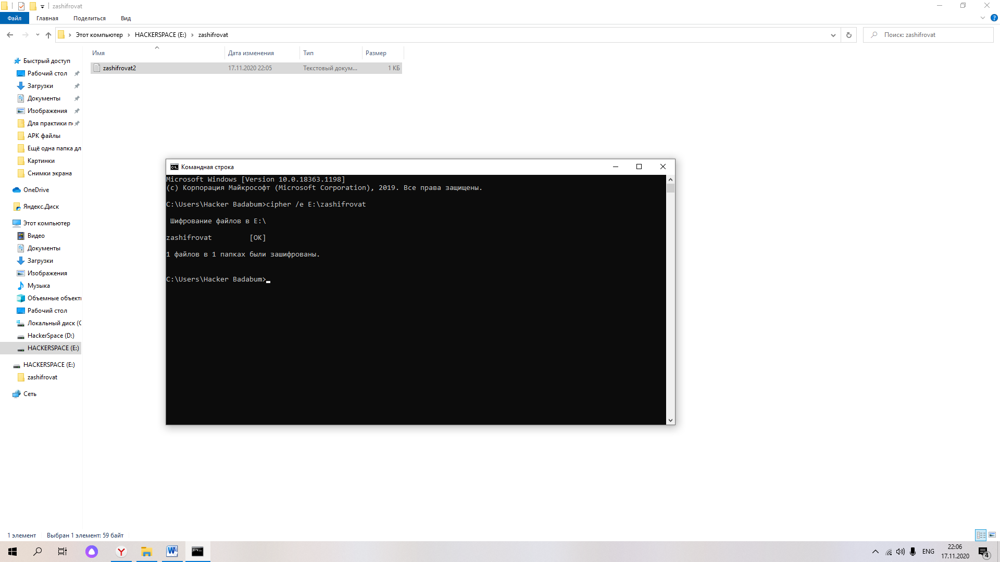 zashifrovat
Файл Главная Поделиться Вид
Этот компьютер HACKERSPACE (E:) zashifrovat
Поиск: zashifrovat
Имя Дата изменения Тип Размер
zashifrovat2 17.11.2020 22:05 Текстовый докум... 1 КБ
Быстрый доступ
Рабочий стол
Загрузки
Документы
Изображения
Для практики п
APK файлы
Ещё одна папка дл
Картинки
Снимки экрана
OneDrive
Яндекс.Диск
Этот компьютер
Видео
Документы
Загрузки
Изображения
Музыка
Объемные объект
Рабочий стол
Локальный диск (C
HackerSpace (D:)
HACKERSPACE (E:)
HACKERSPACE (E:)
zashifrovat
Сеть
Командная строка
Microsoft Windows [Version 10.0.18363.1198]
(c) Корпорация Майкрософт (Microsoft Corporation), 2019. Все права защищены.
C:\Users\Hacker Badabum>cipher /e E:\zashifrovat
Шифрование файлов в E:\
zashifrovat [OK]
1 файлов в 1 папках были зашифрованы.
C:\Users\Hacker Badabum>
1 элемент Выбран 1 элемент: 59 байт
ENG
22:06
17.11.2020
4